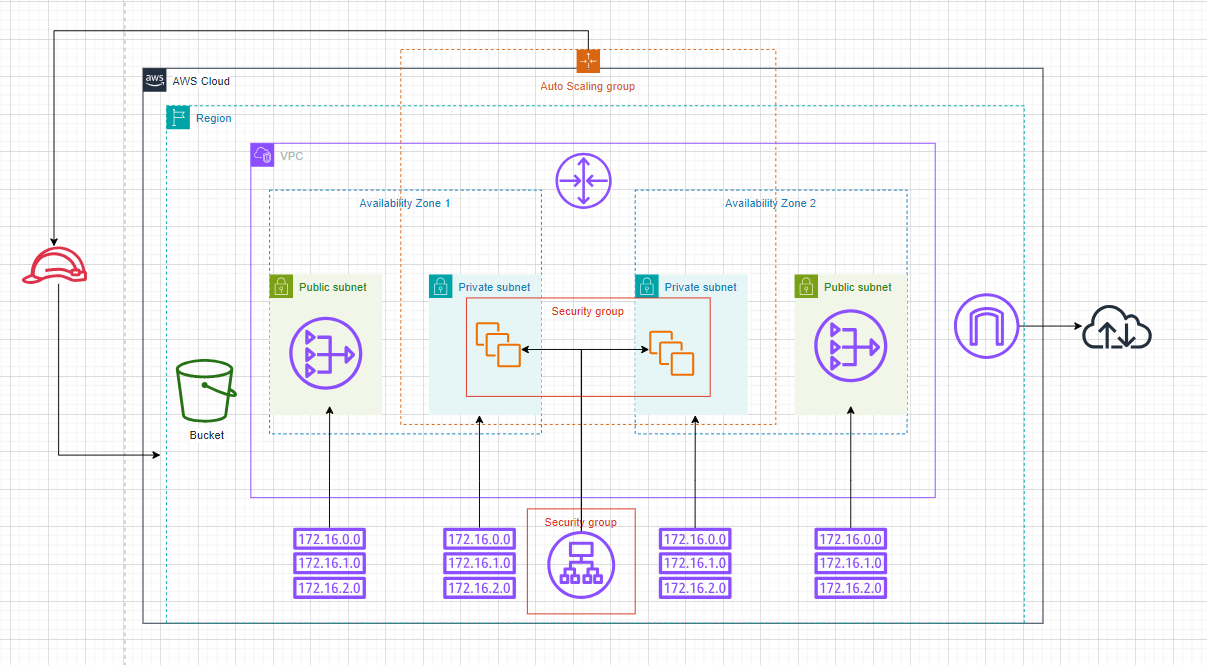 Auto Scaling group
aws
AWS Cloud
Region
VPC
Availability Zone 1
Availability Zone 2
Public subnet
Private subnet
Private subnet
Public subnet
Security group
Bucket
Security group
172.16.0.0
172.16.1.0
172.16.2.0
172.16.0.0
172.16.1.0
172.16.2.0
172.16.0.0
172.16.1.0
172.16.2.0
172.16.0.0
172.16.1.0
172.16.2.0